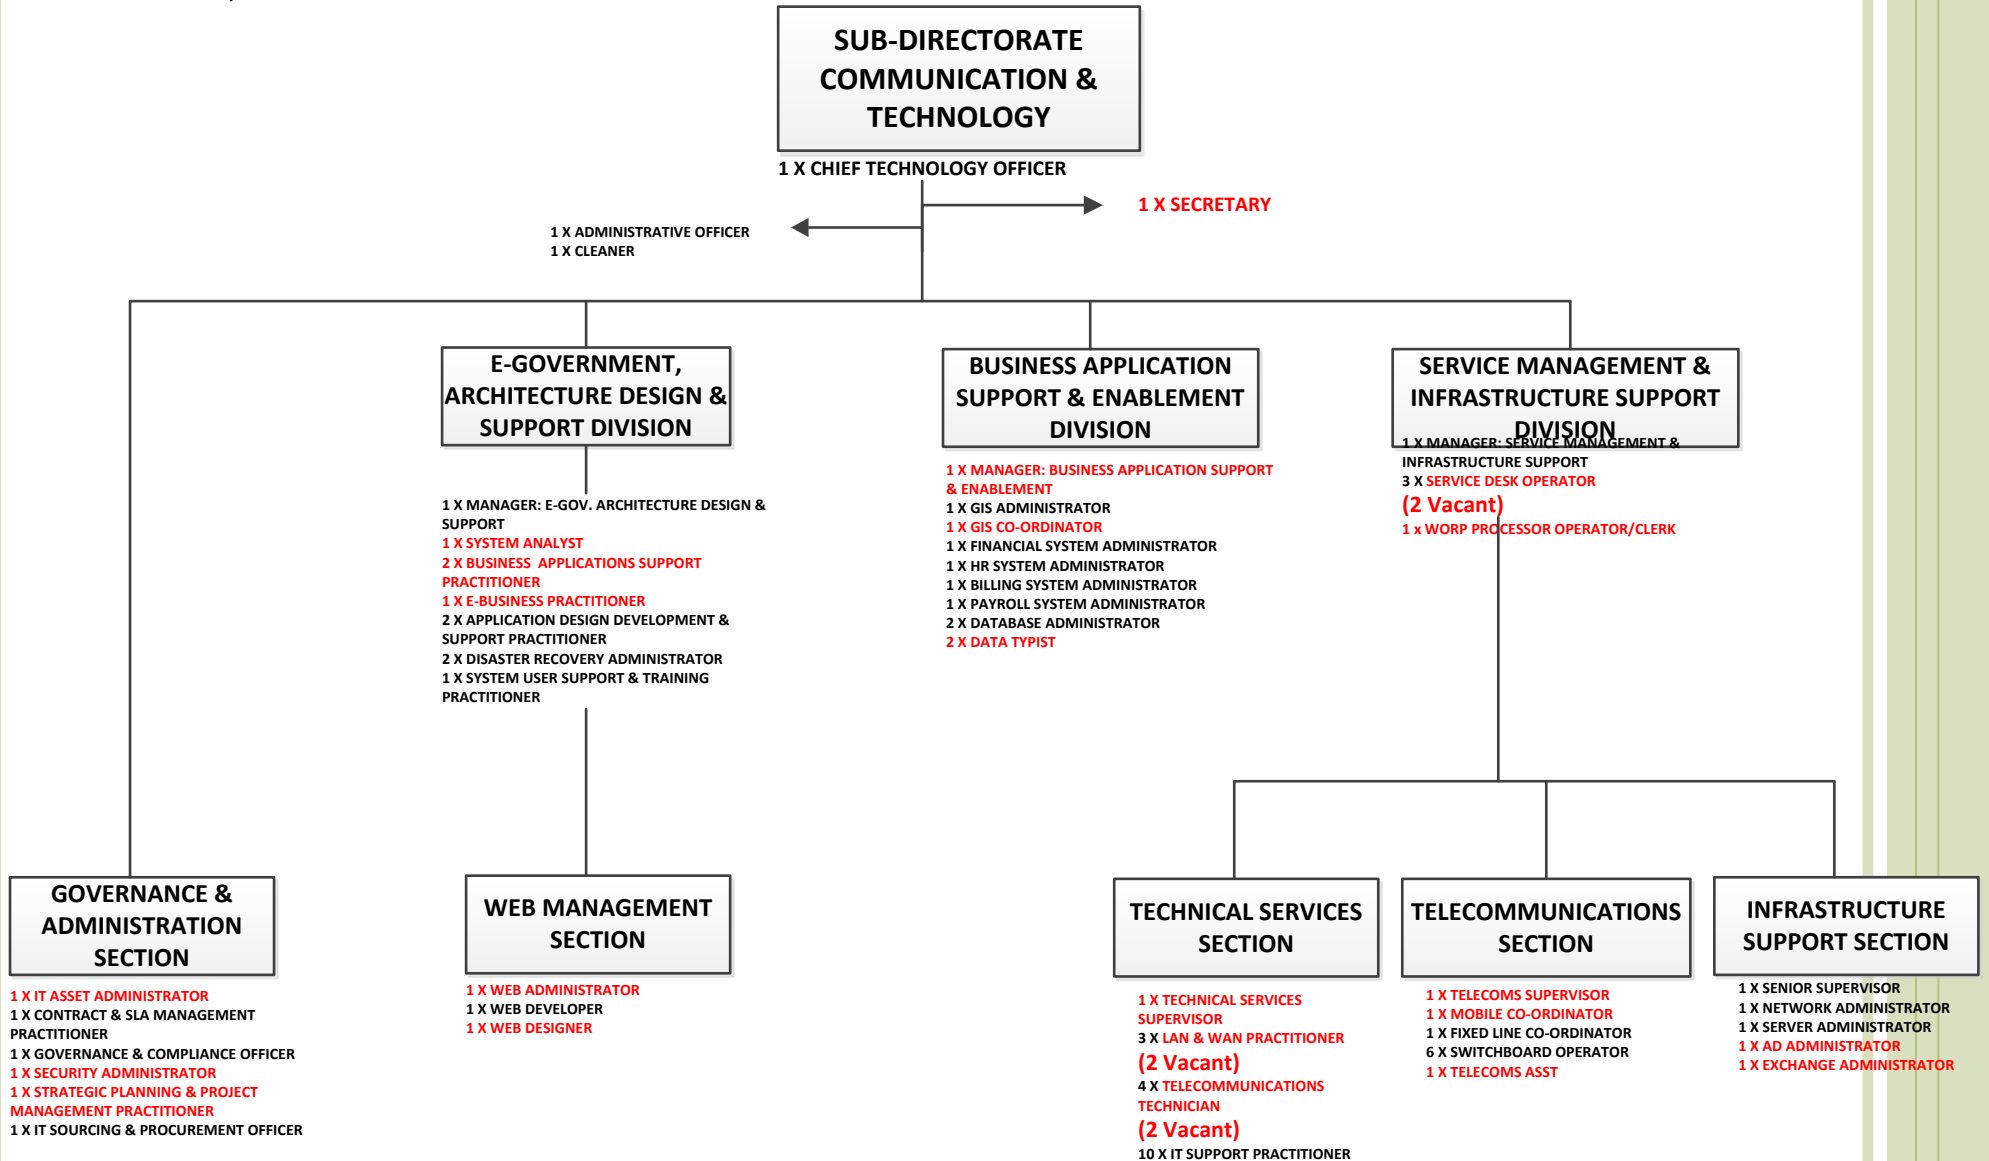 SUB-DIRECTORATE
COMMUNICATION &
TECHNOLOGY
1 X CHIEF TECHNOLOGY OFFICER
1 X SECRETARY
1 X ADMINISTRATIVE OFFICER
1 X CLEANER
E-GOVERNMENT,
ARCHITECTURE DESIGN &
SUPPORT DIVISION
1 X MANAGER: E-GOV. ARCHITECTURE DESIGN &
SUPPORT
1 X SYSTEM ANALYST
2 X BUSINESS APPLICATIONS SUPPORT
PRACTITIONER
1 X E-BUSINESS PRACTITIONER
2 X APPLICATION DESIGN DEVELOPMENT &
SUPPORT PRACTITIONER
2 X DISASTER RECOVERY ADMINISTRATOR
1 X SYSTEM USER SUPPORT & TRAINING
PRACTITIONER
BUSINESS APPLICATION
SUPPORT & ENABLEMENT
DIVISION
1 X MANAGER: BUSINESS APPLICATION SUPPORT
& ENABLEMENT
1 X GIS ADMINISTRATOR
1 X GIS CO-ORDINATOR
1 X FINANCIAL SYSTEM ADMINISTRATOR
1 X HR SYSTEM ADMINISTRATOR
1 X BILLING SYSTEM ADMINISTRATOR
1 X PAYROLL SYSTEM ADMINISTRATOR
2 X DATABASE ADMINISTRATOR
2 X DATA TYPIST
SERVICE MANAGEMENT &
INFRASTRUCTURE SUPPORT
DIVISION
1 X MANAGER: SERVICE MANAGEMENT &
INFRASTRUCTURE SUPPORT
3 X SERVICE DESK OPERATOR
(2 Vacant)
1 x WORP PROCESSOR OPERATOR/CLERK
GOVERNANCE &
ADMINISTRATION
SECTION
1 X IT ASSET ADMINISTRATOR
1 X CONTRACT & SLA MANAGEMENT
PRACTITIONER
1 X GOVERNANCE & COMPLIANCE OFFICER
1 X SECURITY ADMINISTRATOR
1 X STRATEGIC PLANNING & PROJECT
MANAGEMENT PRACTITIONER
1 X IT SOURCING & PROCUREMENT OFFICER
WEB MANAGEMENT
SECTION
1 X WEB ADMINISTRATOR
1 X WEB DEVELOPER
1 X WEB DESIGNER
TECHNICAL SERVICES
SECTION
1 X TECHNICAL SERVICES
SUPERVISOR
3 X LAN & WAN PRACTITIONER
(2 Vacant)
4 X TELECOMMUNICATIONS
TECHNICIAN
(2 Vacant)
10 X IT SUPPORT PRACTITIONER
TELECOMMUNICATIONS
SECTION
1 X TELECOMS SUPERVISOR
1 X MOBILE CO-ORDINATOR
1 X FIXED LINE CO-ORDINATOR
6 X SWITCHBOARD OPERATOR
1 X TELECOMS ASST
INFRASTRUCTURE
SUPPORT SECTION
1 X SENIOR SUPERVISOR
1 X NETWORK ADMINISTRATOR
1 X SERVER ADMINISTRATOR
1 X AD ADMINISTRATOR
1 X EXCHANGE ADMINISTRATOR